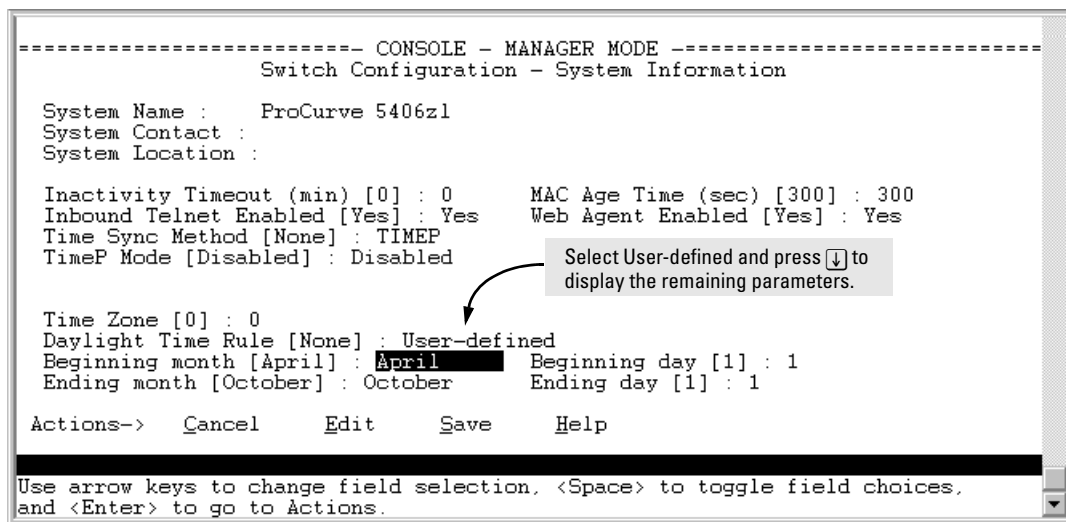 ===========================- CONSOLE - MANAGER MODE -============================
Switch Configuration - System Information
System Name : ProCurve 5406zl
System Contact :
System Location :
Inactivity Timeout (min) [0] : 0 MAC Age Time (sec) [300] : 300
Inbound Telnet Enabled [Yes] : Yes Web Agent Enabled [Yes] : Yes
Time Sync Method [None] : TIMEP
TimeP Mode [Disabled] : Disabled
Select User-defined and press ↓ to
display the remaining parameters.
Time Zone [0] : 0
Daylight Time Rule [None] : User-defined
Beginning month [April] : April Beginning day [1] : 1
Ending month [October] : October Ending day [1] : 1
Actions-> Cancel Edit Save Help
Use arrow keys to change field selection, <Space> to toggle field choices,
and <Enter> to go to Actions.